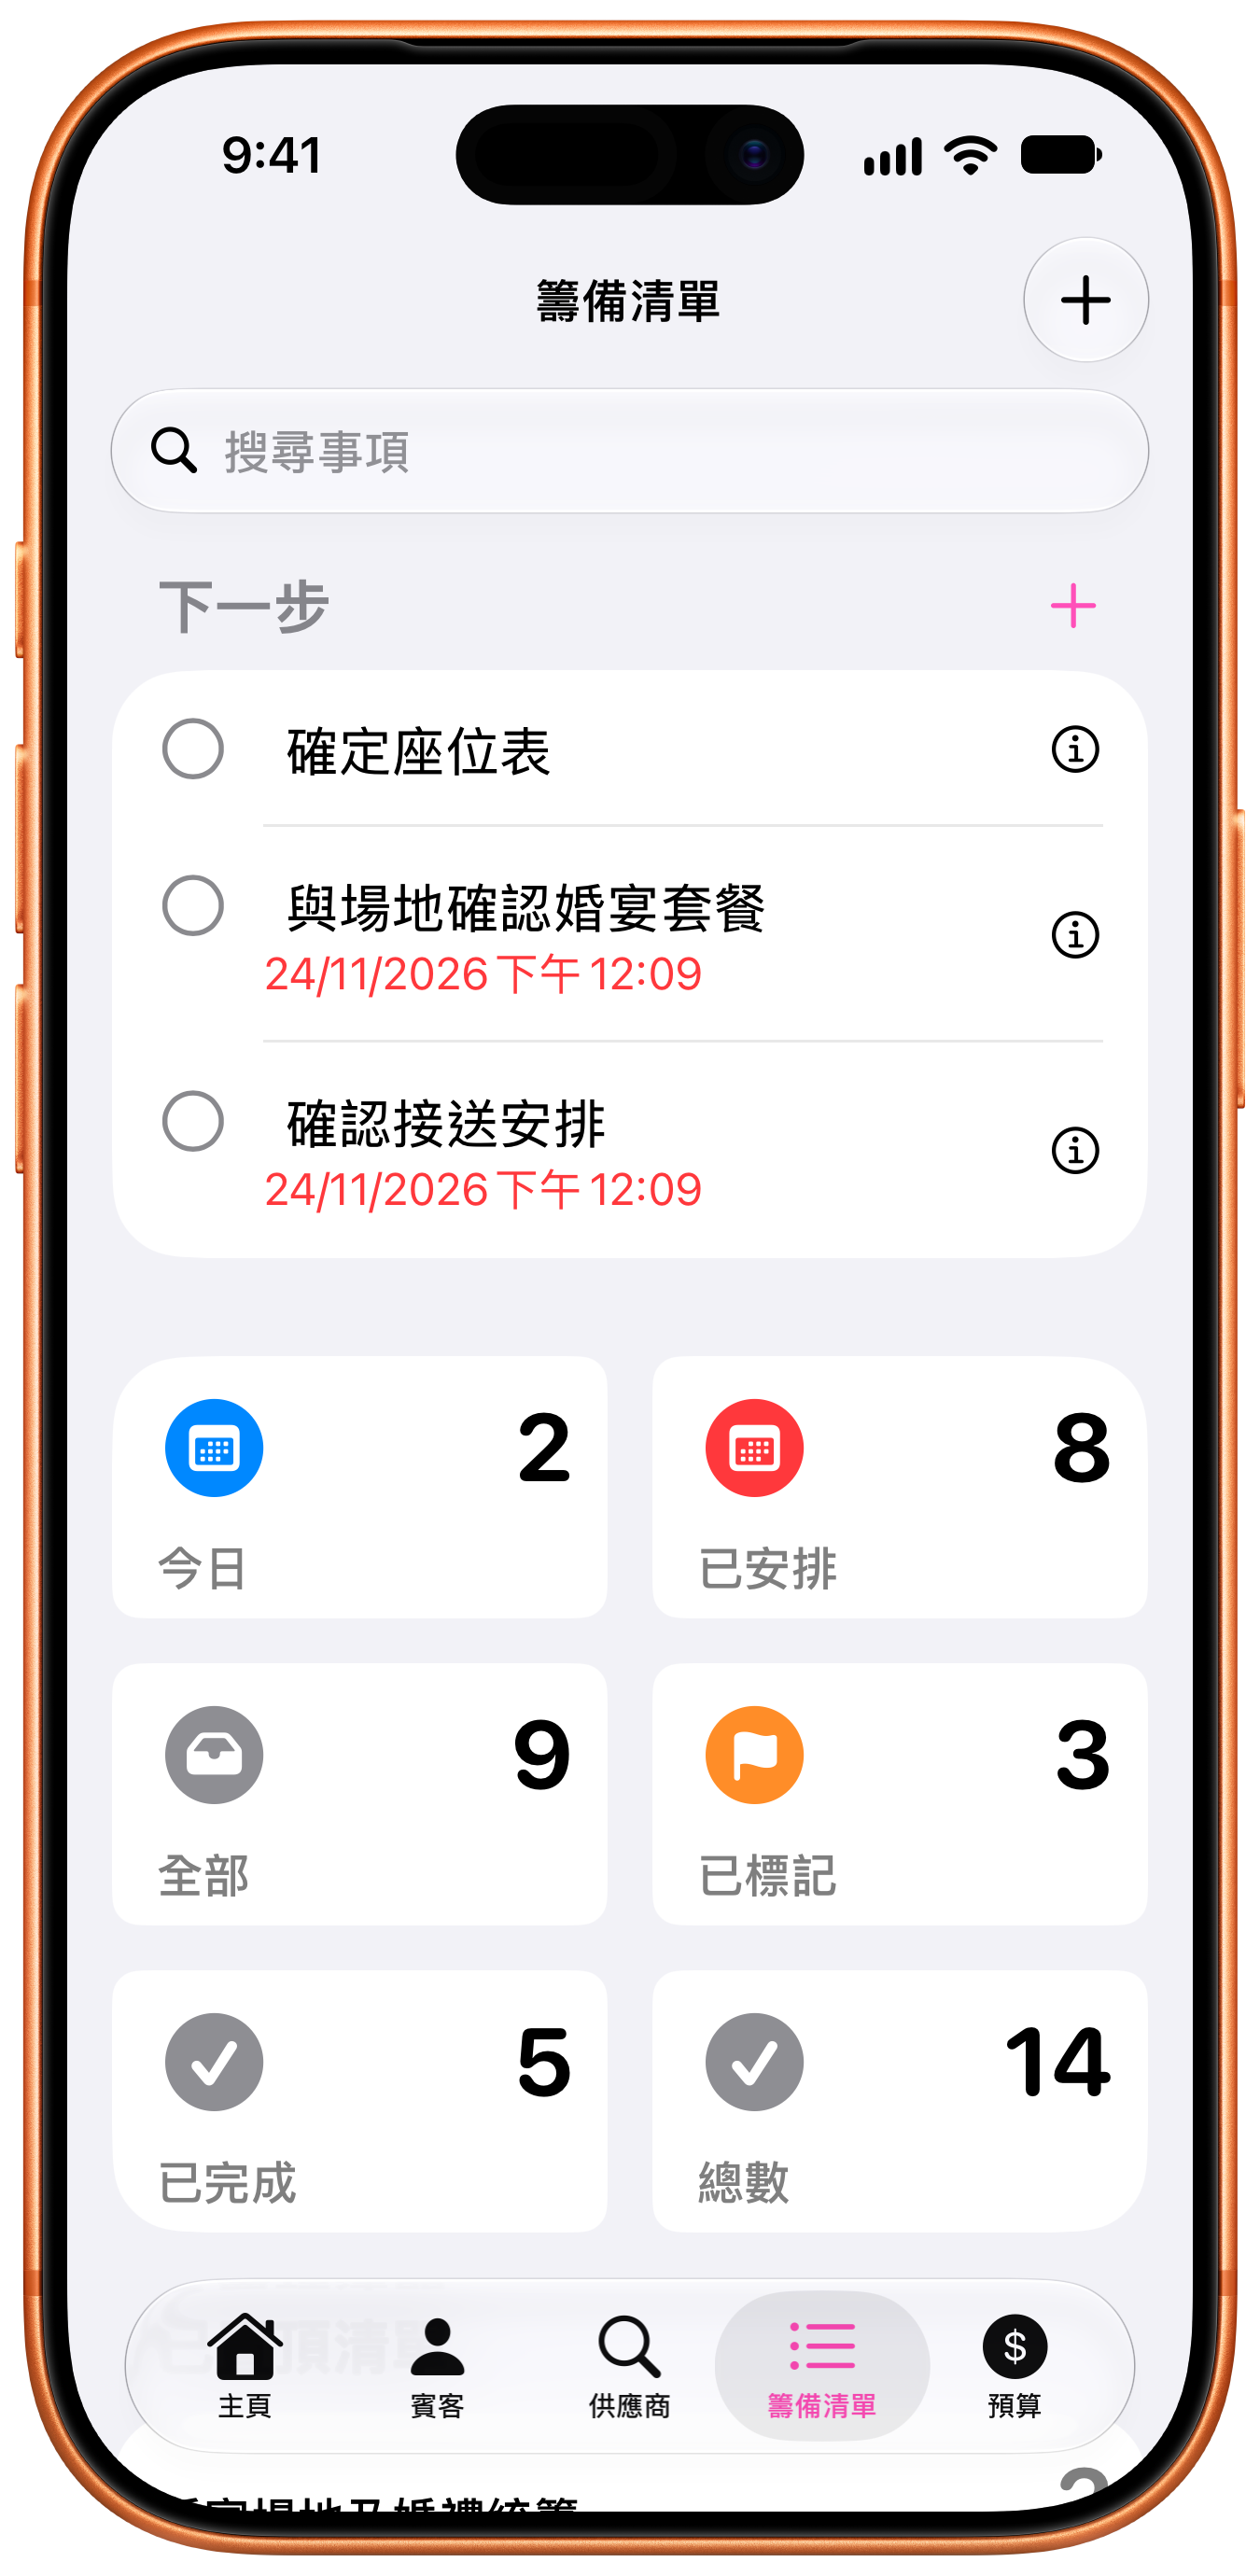 9:41
籌備清單
搜尋事項
下一步
確定座位表
與場地確認婚宴套餐
24/11/2026 下午 12:09
確認接送安排
24/11/2026 下午 12:09
2
今日
8
已安排
9
全部
3
已標記
5
已完成
14
總數
主頁
賓客
供應商
籌備清單
預算